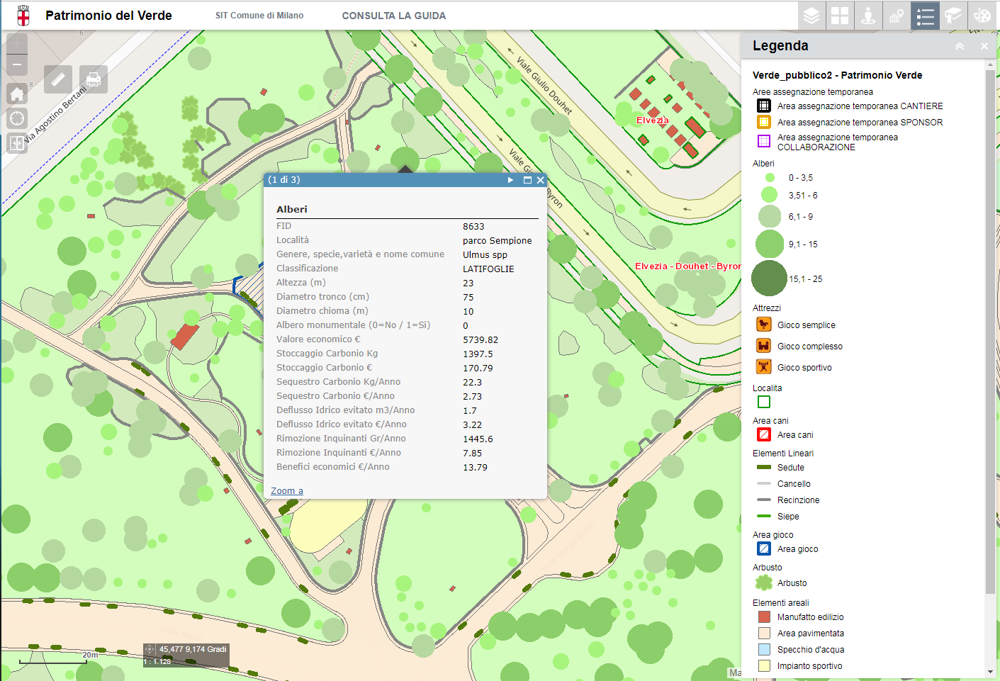 Patrimonio del Verde
SIT Comune di Milano
CONSULTA LA GUIDA
Legenda
Verde_pubblico2 - Patrimonio Verde
Aree assegnazione temporanea
Area assegnazione temporanea CANTIERE
Area assegnazione temporanea SPONSOR
Area assegnazione temporanea
COLLABORAZIONE
Alberi
0 - 3,5
3,51 - 6
6,1 - 9
9,1 - 15
15,1 - 25
Attrezzi
Gioco semplice
Gioco complesso
Gioco sportivo
Localita
Area cani
Area cani
Elementi Lineari
Sedute
Cancello
Recinzione
Siepe
Area gioco
Area gioco
Arbusto
Arbusto
Elementi areali
Manufatto edilizio
Area pavimentata
Specchio d'acqua
Impianto sportivo
6
8
Via Agostino Bertani
Viale Giulio Douhet
Viale Giorgio Byron
Elvezia
Elvezia - Douhet - Byron
(1 di 3)
Alberi
FID 8633
Località parco Sempione
Genere, specie,varietà e nome comune Ulmus spp
Classificazione LATIFOGLIE
Altezza (m) 23
Diametro tronco (cm) 75
Diametro chioma (m) 10
Albero monumentale (0=No / 1=Si) 0
Valore economico € 5739.82
Stoccaggio Carbonio Kg 1397.5
Stoccaggio Carbonio € 170.79
Sequestro Carbonio Kg/Anno 22.3
Sequestro Carbonio €/Anno 2.73
Deflusso Idrico evitato m3/Anno 1.7
Deflusso Idrico evitato €/Anno 3.22
Rimozione Inquinanti Gr/Anno 1445.6
Rimozione Inquinanti €/Anno 7.85
Benefici economici €/Anno 13.79
Zoom a
20m
45,477 9,174 Gradi
1 : 1.128
Ma